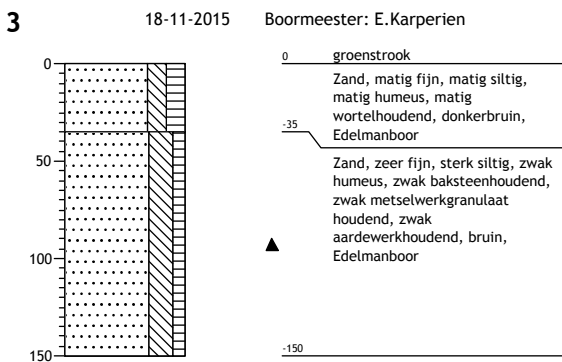 3 18-11-2015 Boormeester: E.Karperien
0 groenstrook
0
Zand, matig fijn, matig siltig,
matig humeus, matig
wortelhoudend, donkerbruin,
Edelmanboor
-35
50
Zand, zeer fijn, sterk siltig, zwak
humeus, zwak baksteenhoudend,
zwak metselwerkgranulaat
houdend, zwak
aardewerkhoudend, bruin,
Edelmanboor
100
150
-150